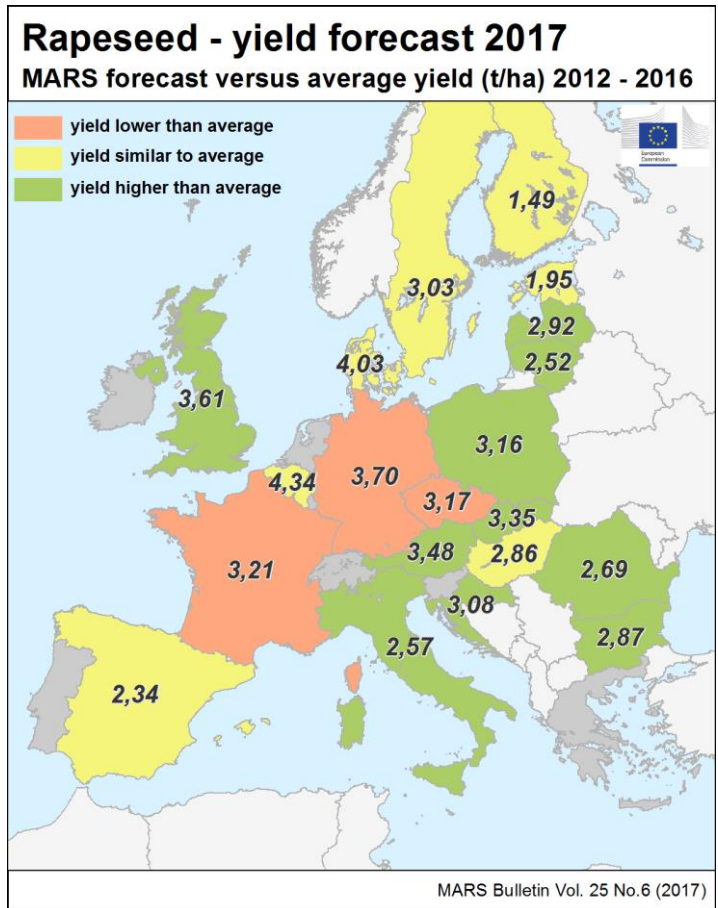 Rapeseed - yield forecast 2017
MARS forecast versus average yield (t/ha) 2012 - 2016
yield lower than average
yield similar to average
yield higher than average
European
Commission
1,49
1,95
3,03
2,92
2,52
4,03
3,61
3,16
3,70
4,34
3,17
3,35
3,48
2,86
3,21
2,69
3,08
2,57
2,87
2,34
MARS Bulletin Vol. 25 No.6 (2017)